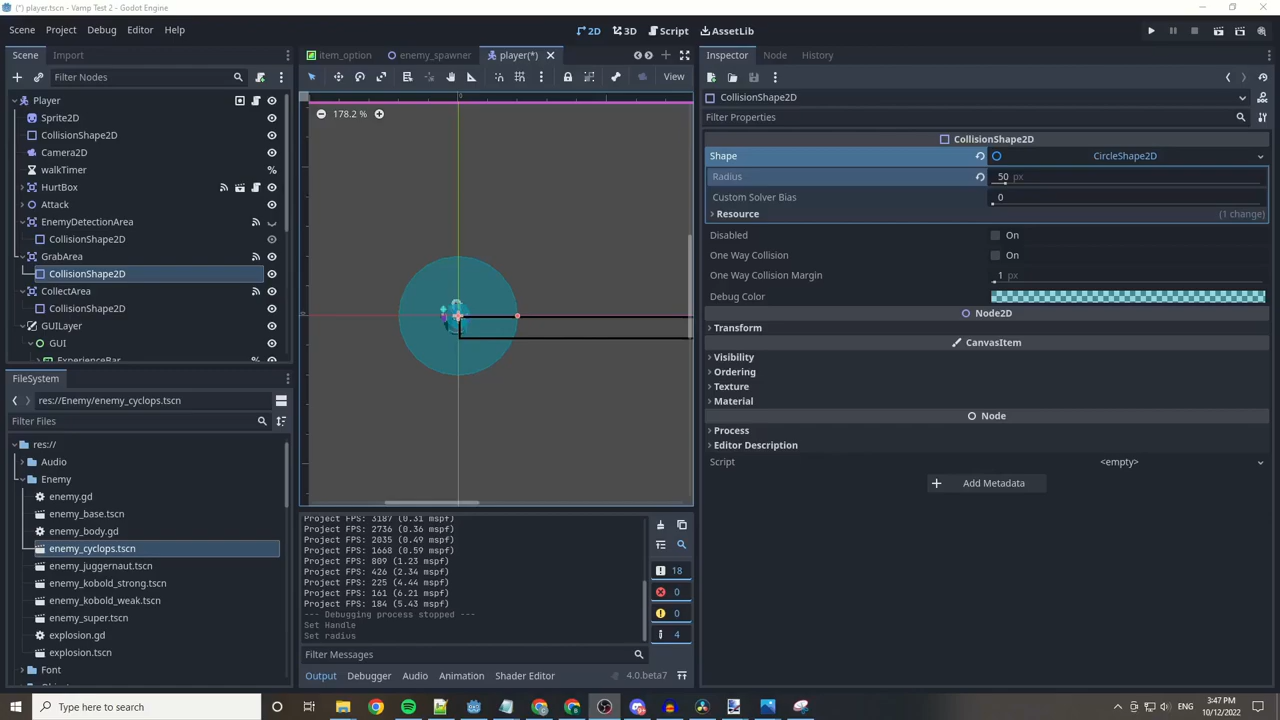 (*) player.tscn - Vamp Test 2 - Godot Engine
Scene Project Debug Editor Help
2D 3D Script AssetLib
Scene Import
Filter Nodes
Player
Sprite2D
CollisionShape2D
Camera2D
walkTimer
HurtBox
Attack
EnemyDetectionArea
CollisionShape2D
GrabArea
CollisionShape2D
CollectArea
CollisionShape2D
GUILayer
GUI
ExperienceBar
FileSystem
res://Enemy/enemy_cyclops.tscn
Filter Files
res://
Audio
Enemy
enemy.gd
enemy_base.tscn
enemy_body.gd
enemy_cyclops.tscn
enemy_juggernaut.tscn
enemy_kobold_strong.tscn
enemy_kobold_weak.tscn
enemy_super.tscn
explosion.gd
explosion.tscn
Font
item_option enemy_spawner player(*)
View
0
178.2 %
0
Project FPS: 3187 (0.31 mspf)
Project FPS: 2736 (0.36 mspf)
Project FPS: 2035 (0.49 mspf)
Project FPS: 1668 (0.59 mspf)
Project FPS: 809 (1.23 mspf)
Project FPS: 426 (2.34 mspf)
Project FPS: 225 (4.44 mspf)
Project FPS: 161 (6.21 mspf)
Project FPS: 184 (5.43 mspf)
--- Debugging process stopped ---
Set Handle
Set radius
18
0
0
4
Filter Messages
Output Debugger Audio Animation Shader Editor 4.0.beta7
Inspector Node History
CollisionShape2D
Filter Properties
CollisionShape2D
Shape CircleShape2D
Radius 50 px
Custom Solver Bias 0
Resource (1 change)
Disabled On
One Way Collision On
One Way Collision Margin 1 px
Debug Color
Node2D
Transform
CanvasItem
Visibility
Ordering
Texture
Material
Node
Process
Editor Description
Script <empty>
Add Metadata
Type here to search
3:47 PM
10/12/2022